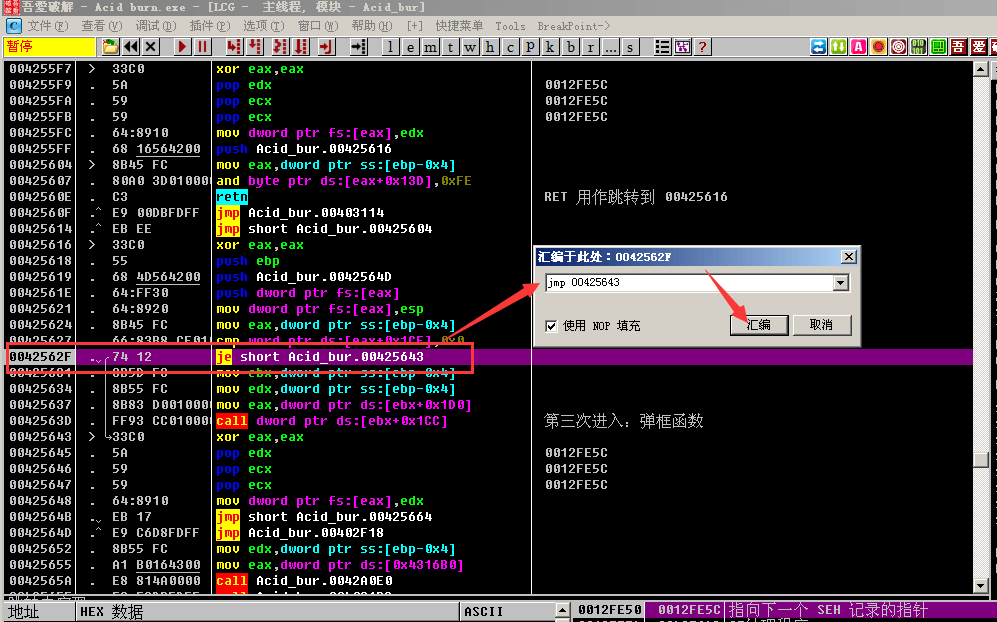 吾愛破解 - Acid burn.exe - [LCG - 主线程, 模块 - Acid_bur]
C 文件(F) 查看(V) 调试(D) 插件(P) 选项(T) 窗口(W) 帮助(H) [+] 快捷菜单 Tools BreakPoint->
暂停 l e m t w h c p k b r ... s ?
004255F7 > 33C0 xor eax,eax
004255F9 . 5A pop edx 0012FE5C
004255FA . 59 pop ecx 0012FE5C
004255FB . 59 pop ecx 0012FE5C
004255FC . 64:8910 mov dword ptr fs:[eax],edx
004255FF . 68 16564200 push Acid_bur.00425616
00425604 > 8B45 FC mov eax,dword ptr ss:[ebp-0x4]
00425607 . 80A0 3D010000 and byte ptr ds:[eax+0x13D],0xFE
0042560E . C3 retn RET 用作跳转到 00425616
0042560F .^ E9 00DBFDFF jmp Acid_bur.00403114
00425614 .^ EB EE jmp short Acid_bur.00425604
00425616 > 33C0 xor eax,eax
00425618 . 55 push ebp
00425619 . 68 4D564200 push Acid_bur.0042564D
0042561E . 64:FF30 push dword ptr fs:[eax]
00425621 . 64:8920 mov dword ptr fs:[eax],esp
00425624 . 8B45 FC mov eax,dword ptr ss:[ebp-0x4]
00425627 . 66:83B8 CE01 cmp word ptr ds:[eax+0x1CE],0x0
0042562F .v 74 12 je short Acid_bur.00425643
00425631 . 8B5D FC mov ebx,dword ptr ss:[ebp-0x4]
00425634 . 8B55 FC mov edx,dword ptr ss:[ebp-0x4]
00425637 . 8B83 D0010000 mov eax,dword ptr ds:[ebx+0x1D0]
0042563D . FF93 CC010000 call dword ptr ds:[ebx+0x1CC] 第三次进入：弹框函数
00425643 > 33C0 xor eax,eax
00425645 . 5A pop edx 0012FE5C
00425646 . 59 pop ecx 0012FE5C
00425647 . 59 pop ecx 0012FE5C
00425648 . 64:8910 mov dword ptr fs:[eax],edx
0042564B .v EB 17 jmp short Acid_bur.00425664
0042564D .^ E9 C6D8FDFF jmp Acid_bur.00402F18
00425652 . 8B55 FC mov edx,dword ptr ss:[ebp-0x4]
00425655 . A1 B0164300 mov eax,dword ptr ds:[0x4316B0]
0042565A . E8 814A0000 call Acid_bur.0042A0E0
汇编于此处：0042562F
jmp 00425643
使用 NOP 填充 汇编 取消
地址 HEX 数据 ASCII 0012FE50 0012FE5C 指向下一个 SEH 记录的指针